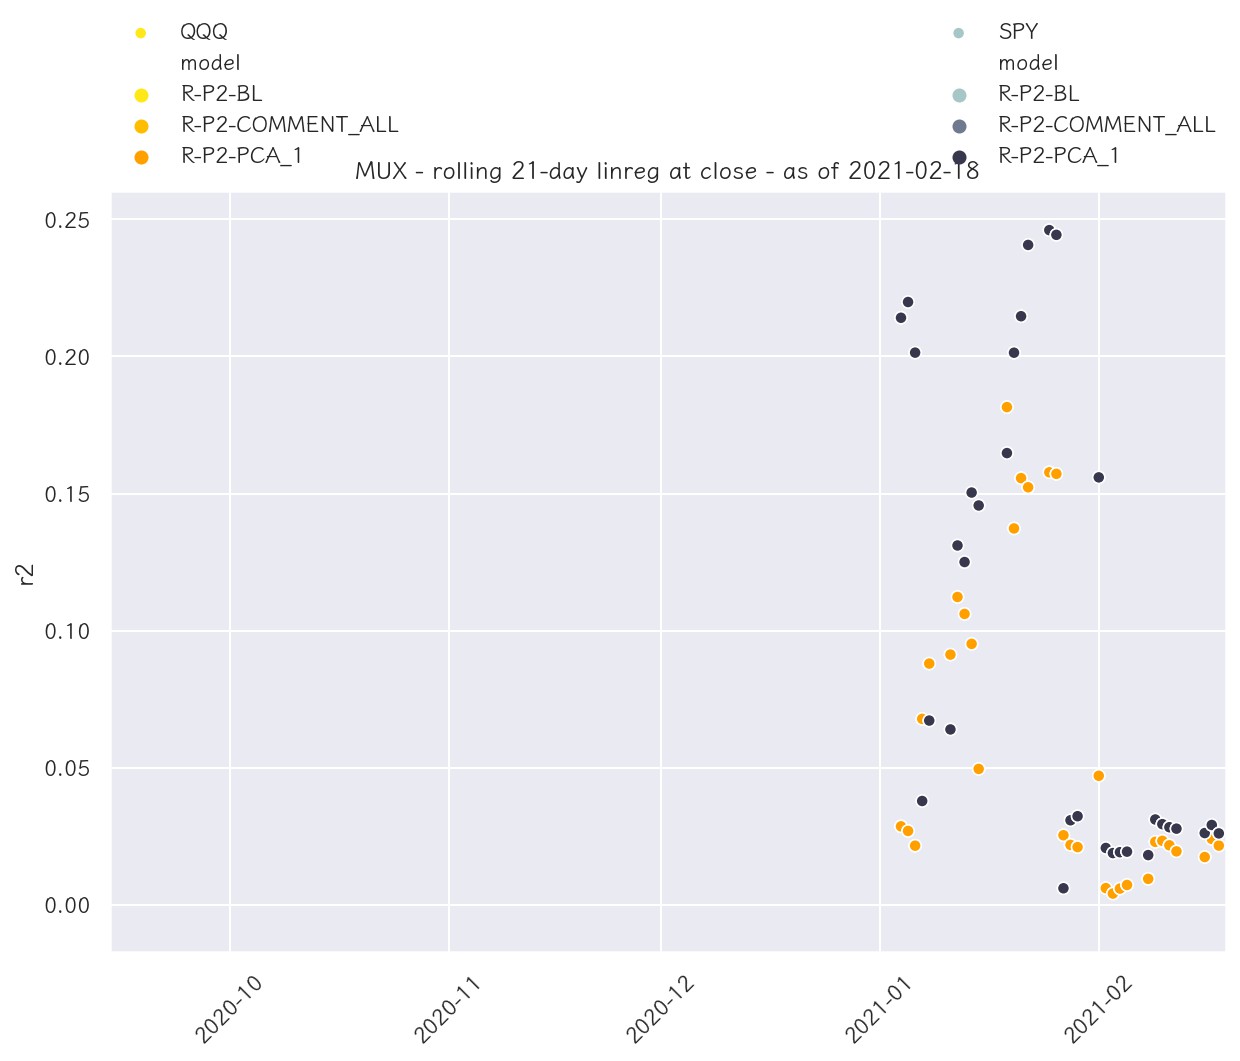 QQQ
model
R-P2-BL
R-P2-COMMENT_ALL
R-P2-PCA_1
SPY
model
R-P2-BL
R-P2-COMMENT_ALL
R-P2-PCA_1
MUX - rolling 21-day linreg at close - as of 2021-02-18
0.25
0.20
0.15
0.10
0.05
0.00
r2
2020-10
2020-11
2020-12
2021-01
2021-02